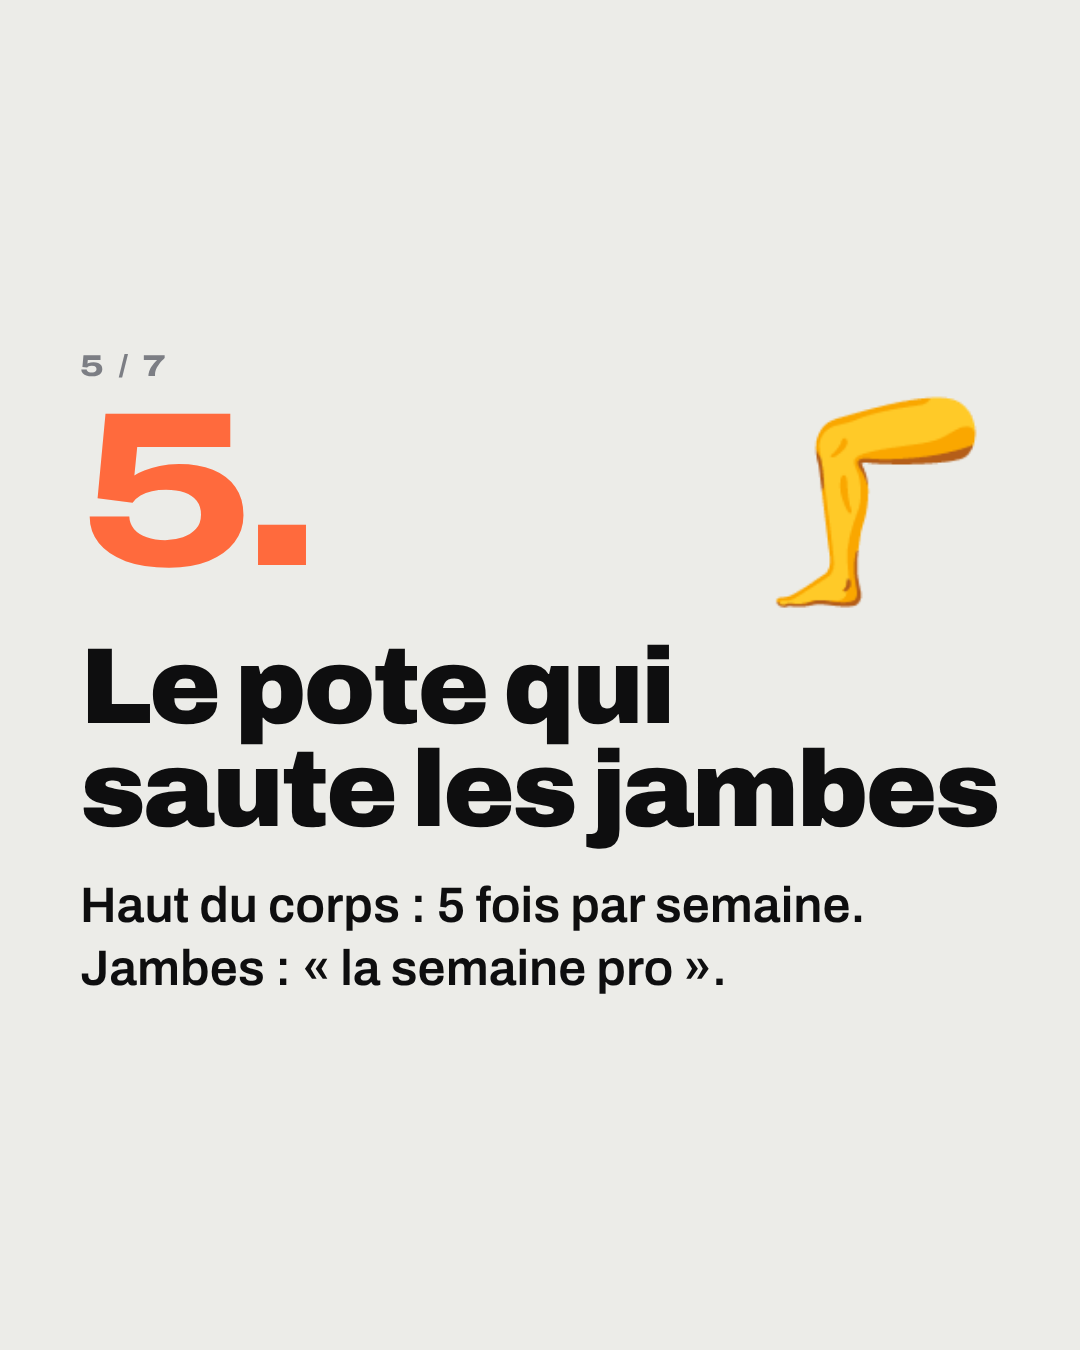 5 / 7
5.
Le pote qui
saute les jambes
Haut du corps : 5 fois par semaine.
Jambes : « la semaine pro ».